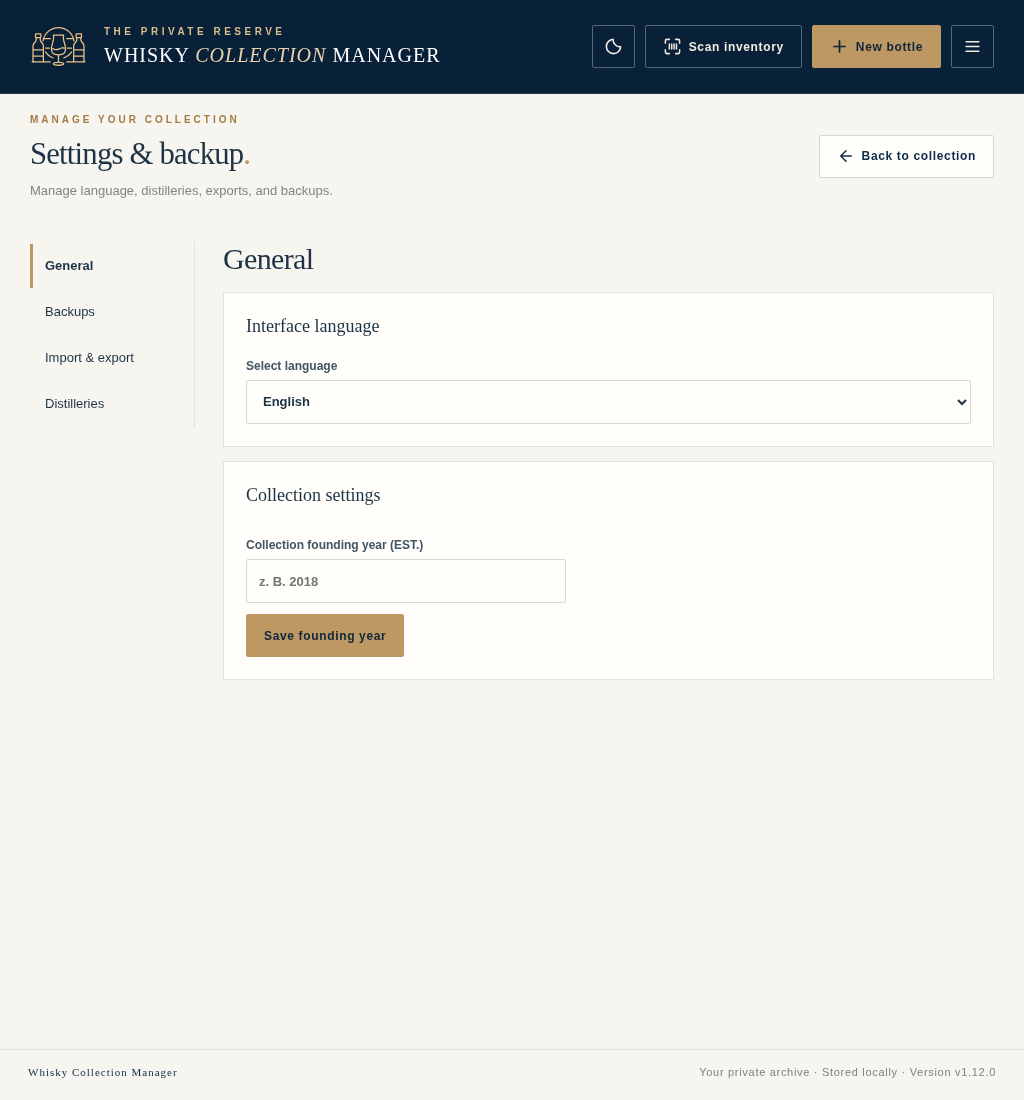 THE PRIVATE RESERVE
WHISKY COLLECTION MANAGER
Scan inventory
New bottle
MANAGE YOUR COLLECTION
Settings & backup.
Manage language, distilleries, exports, and backups.
Back to collection
General
Backups
Import & export
Distilleries
General
Interface language
Select language
English
Collection settings
Collection founding year (EST.)
z. B. 2018
Save founding year
Whisky Collection Manager
Your private archive · Stored locally · Version v1.12.0